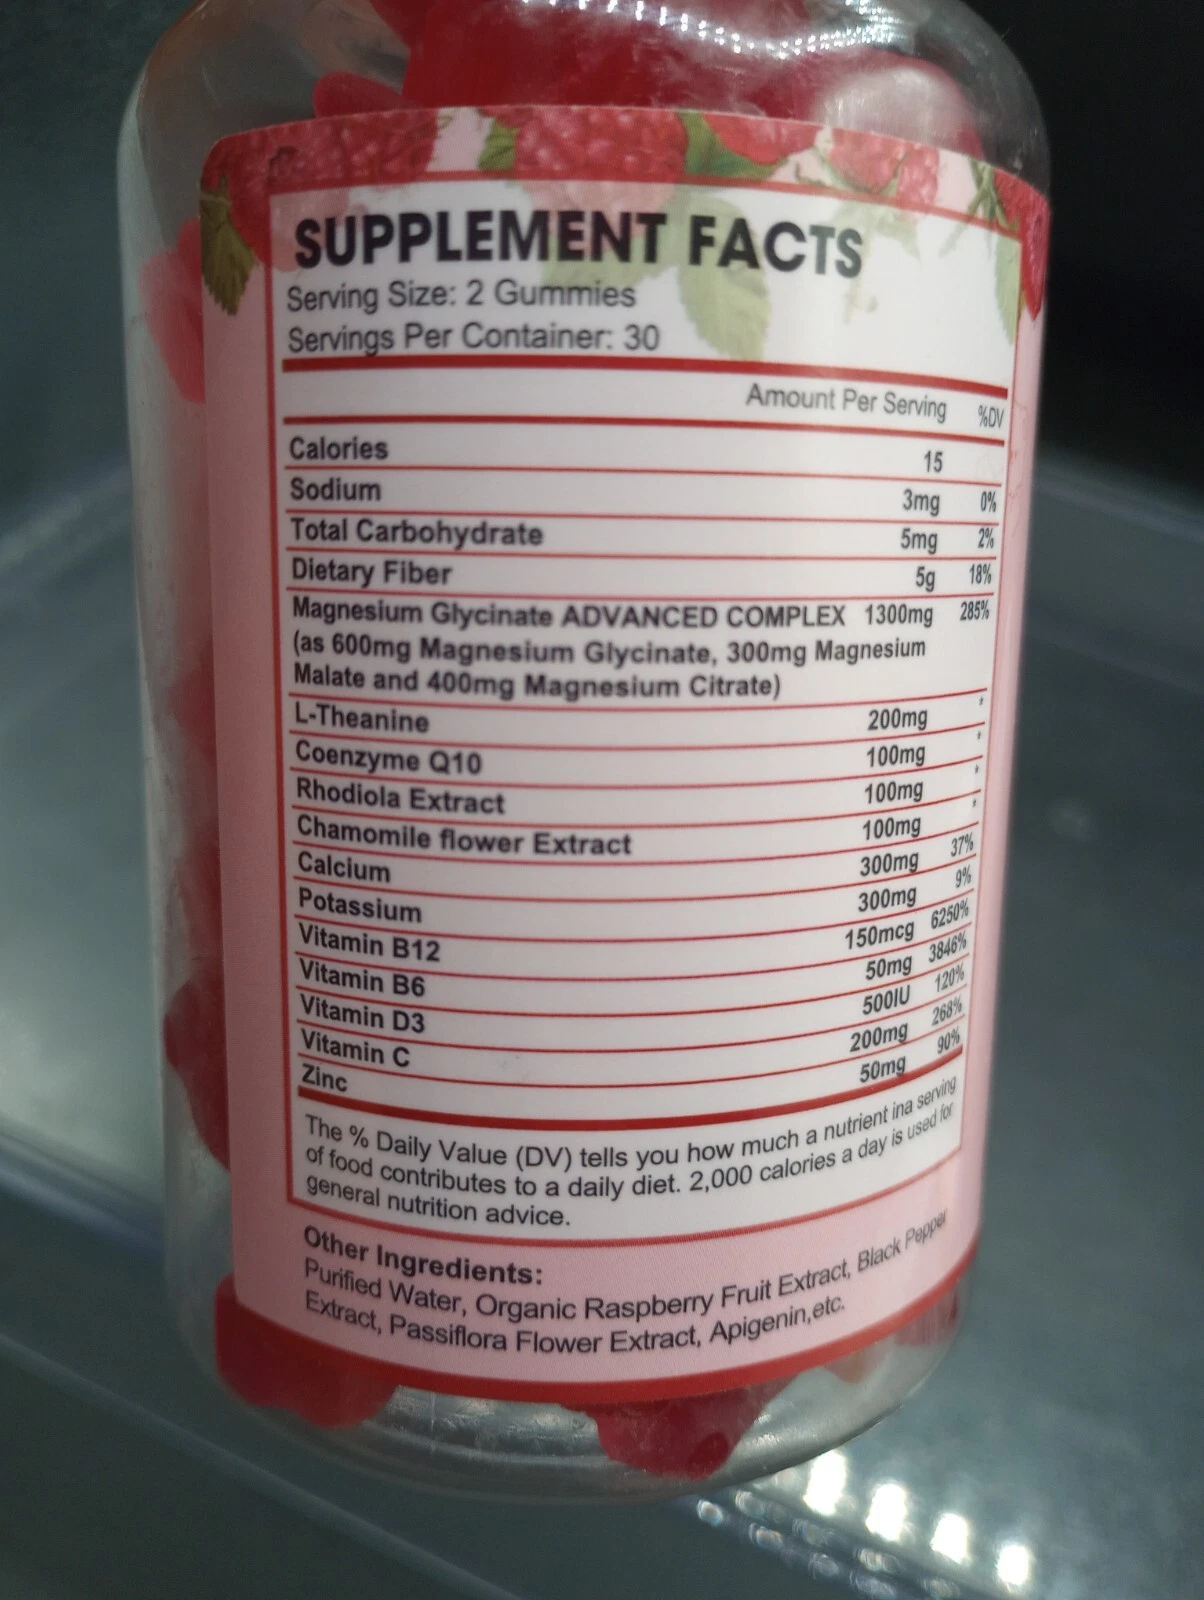 SUPPLEMENT FACTS
Serving Size: 2 Gummies
Servings Per Container: 30
Amount Per Serving %DV
Calories 15
Sodium 3mg 0%
Total Carbohydrate 5mg 2%
Dietary Fiber 5g 18%
Magnesium Glycinate ADVANCED COMPLEX 1300mg 285%
(as 600mg Magnesium Glycinate, 300mg Magnesium
Malate and 400mg Magnesium Citrate)
L-Theanine 200mg *
Coenzyme Q10 100mg *
Rhodiola Extract 100mg *
Chamomile flower Extract 100mg *
Calcium 300mg 37%
Potassium 300mg 9%
Vitamin B12 150mcg 6250%
Vitamin B6 50mg 3846%
Vitamin D3 500IU 120%
Vitamin C 200mg 268%
Zinc 50mg 90%
The % Daily Value (DV) tells you how much a nutrient ina serving
of food contributes to a daily diet. 2,000 calories a day is used for
general nutrition advice.
Other Ingredients:
Purified Water, Organic Raspberry Fruit Extract, Black Pepper
Extract, Passiflora Flower Extract, Apigenin,etc.